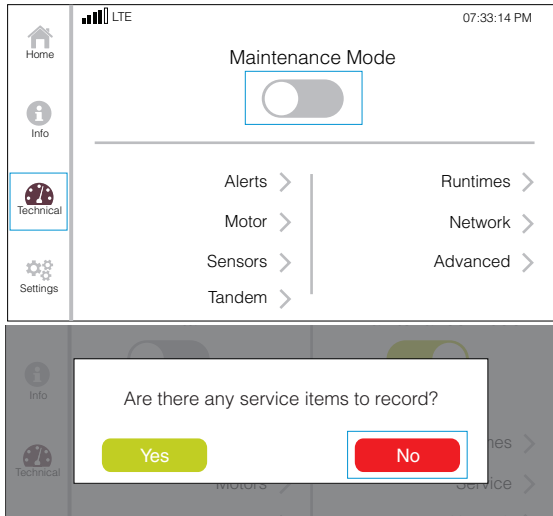 LTE
07:33:14 PM
Home
Maintenance Mode
Info
Alerts
Runtimes
Technical
Motor
Network
Sensors
Advanced
Settings
Tandem
Info
Are there any service items to record?
Yes
No
mes
Technical
Motors
Service